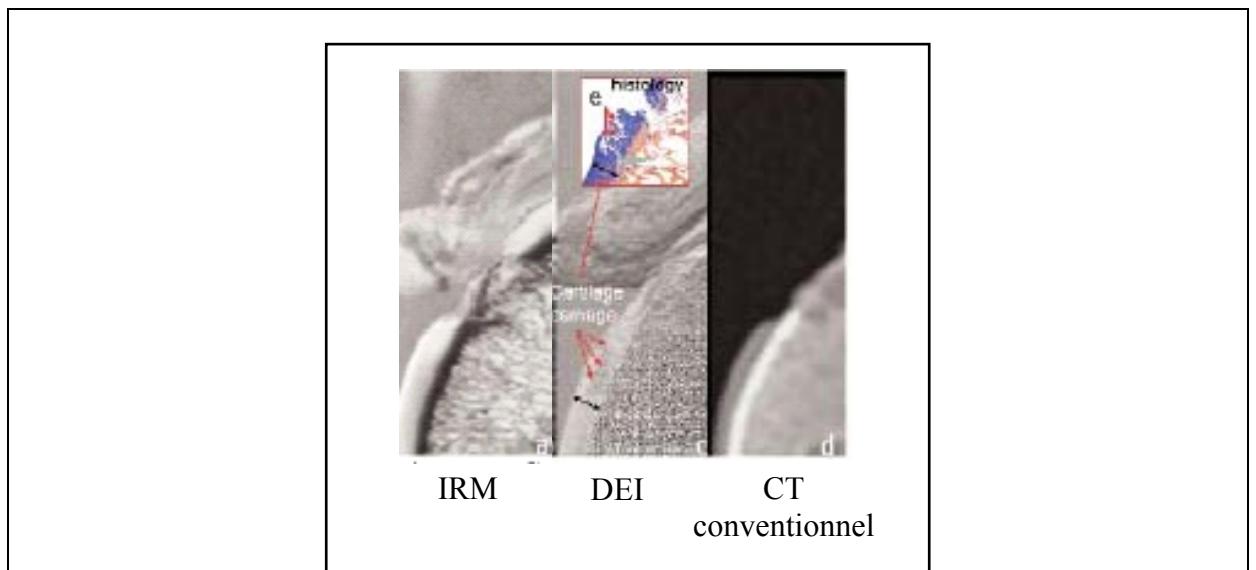 histology
e
Cartilage
damage
a
c
d
IRM
DEI
CT
conventionnel